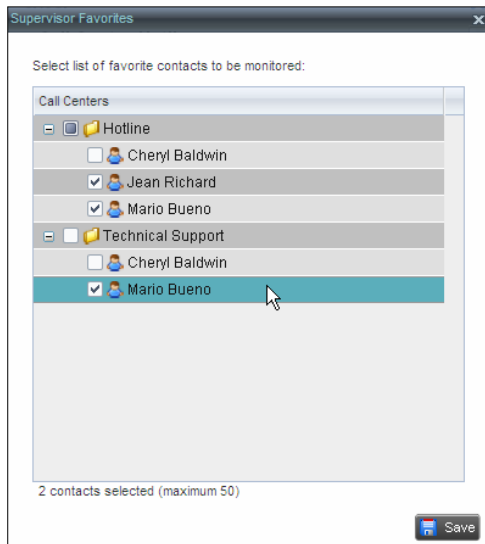 Supervisor Favorites
Select list of favorite contacts to be monitored:
Call Centers
Hotline
Cheryl Baldwin
Jean Richard
Mario Bueno
Technical Support
Cheryl Baldwin
Mario Bueno
2 contacts selected (maximum 50)
Save